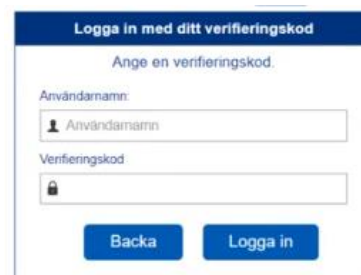 Logga in med ditt verifieringskod
Ange en verifieringskod.
Användarnamn:
Användarnamn
Verifieringskod
Backa Logga in